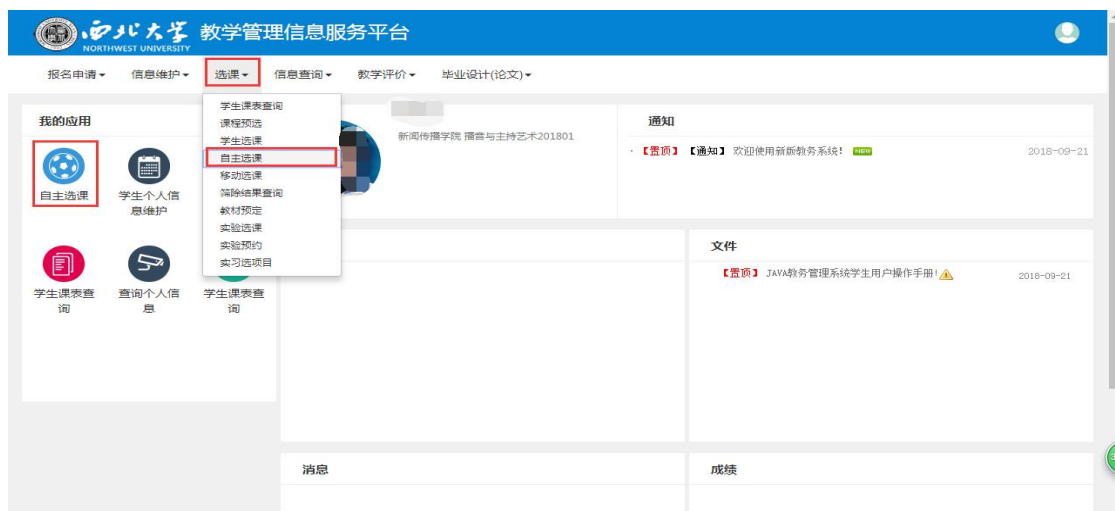 西北大学 教学管理信息服务平台
NORTHWEST UNIVERSITY
报名申请 信息维护 选课 信息查询 教学评价 毕业设计(论文)
我的应用
自主选课
学生个人信
息维护
学生课表查
询
查询个人信
息
学生课表查
询
学生课表查询
课程预选
学生选课
自主选课
移动选课
筛除结果查询
教材预定
实验选课
实验预约
实习选项目
新闻传播学院 播音与主持艺术201801
通知
· 【置顶】 【通知】 欢迎使用新版教务系统! NEW 2018-09-21
文件
【置顶】 JAVA教务管理系统学生用户操作手册! 2018-09-21
消息
成绩